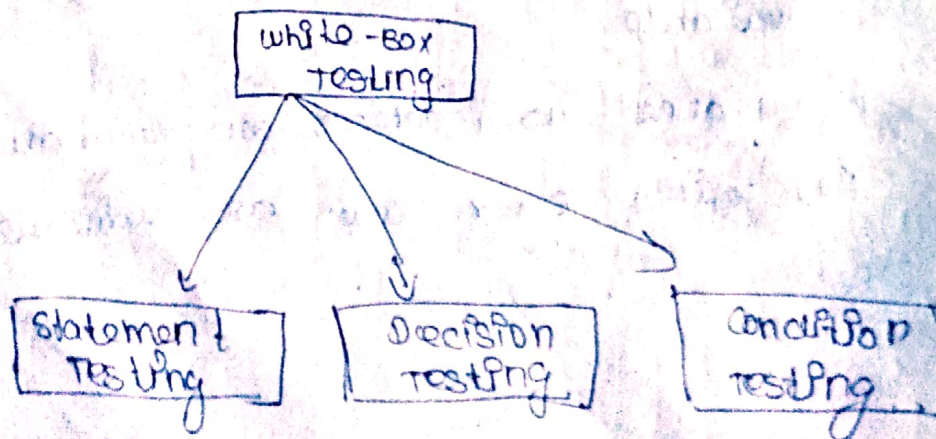 White-Box
Testing
Statement
Testing
Decision
Testing
Condition
Testing